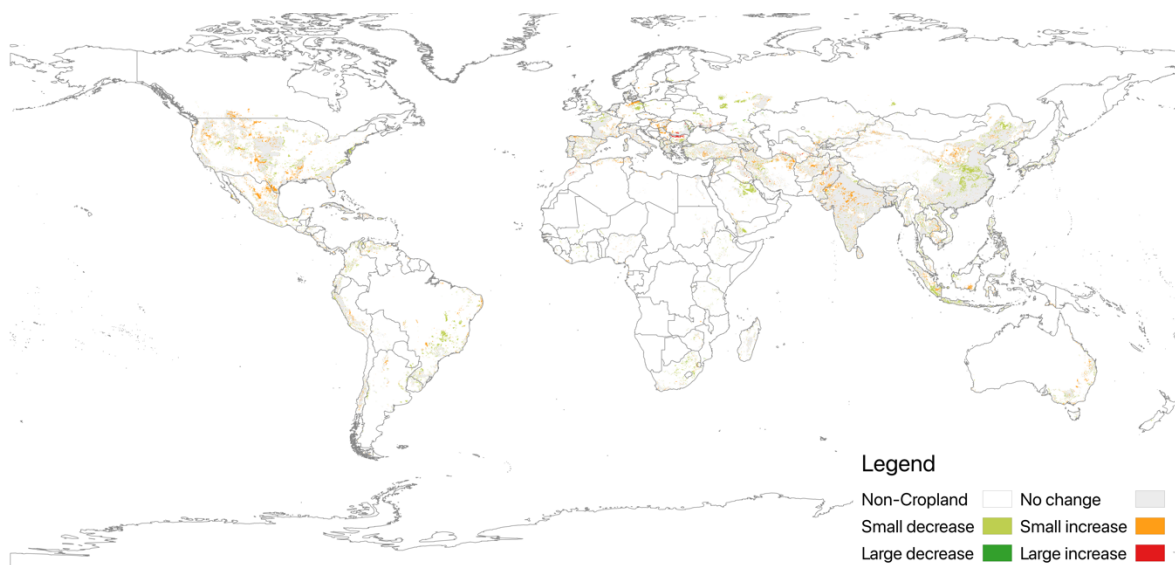 Legend
Non-Cropland No change
Small decrease Small increase
Large decrease Large increase